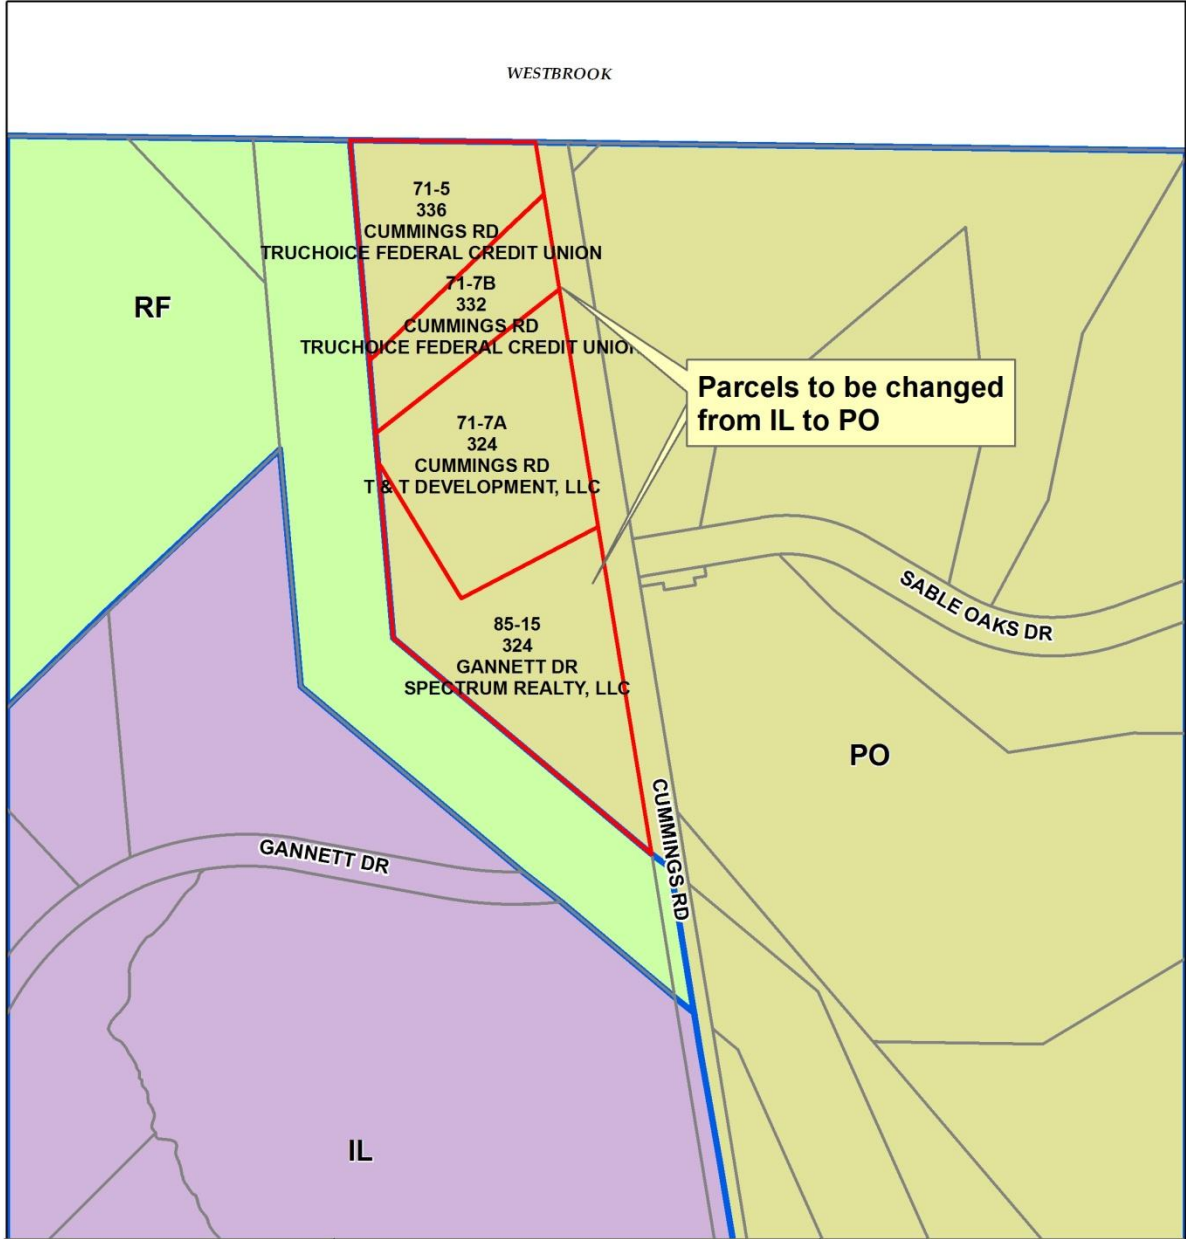 WESTBROOK
71-5
336
CUMMINGS RD
TRUCHOICE FEDERAL CREDIT UNION
71-7B
332
CUMMINGS RD
TRUCHOICE FEDERAL CREDIT UNION
RF
Parcels to be changed
from IL to PO
71-7A
324
CUMMINGS RD
T & T DEVELOPMENT, LLC
SABLE OAKS DR
85-15
324
GANNETT DR
SPECTRUM REALTY, LLC
PO
CUMMINGS RD
GANNETT DR
IL